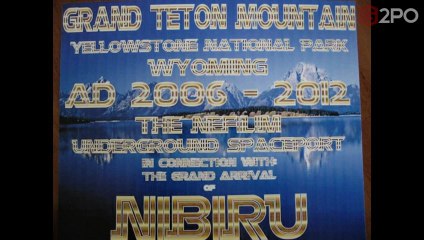 GRAND TETON MOUNTAIN
YELLOWSTONE NATIONAL PARK
WYOMING
AD 2006 - 2012
THE NEFILIM
UNDERGROUND SPACEPORT
IN CONNECTION WITH:
THE GRAND ARRIVAL
OF
NIBIRU
2PO